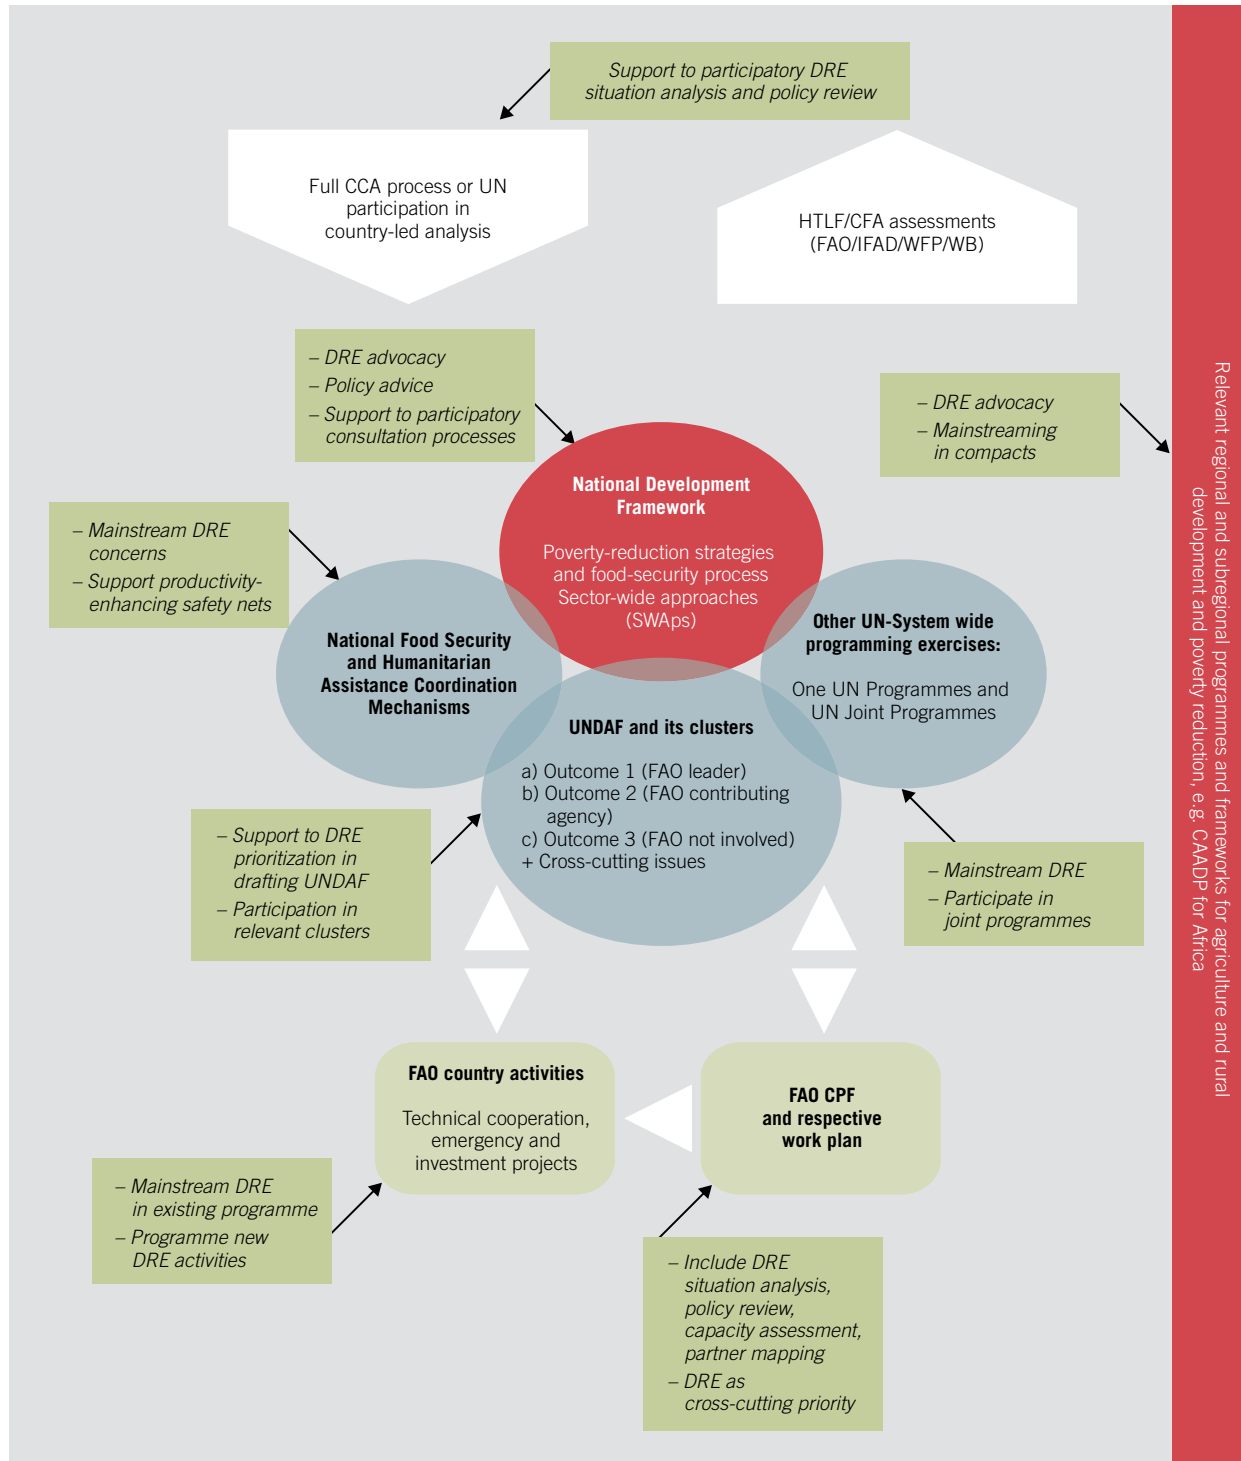 Support to participatory DRE
situation analysis and policy review
Full CCA process or UN
participation in
country-led analysis
HTLF/CFA assessments
(FAO/IFAD/WFP/WB)
– DRE advocacy
– Policy advice
– Support to participatory
consultation processes
– DRE advocacy
– Mainstreaming
in compacts
National Development
Framework
Poverty-reduction strategies
and food-security process
Sector-wide approaches
(SWAps)
– Mainstream DRE
concerns
– Support productivity-
enhancing safety nets
National Food Security
and Humanitarian
Assistance Coordination
Mechanisms
Other UN-System wide
programming exercises:
One UN Programmes and
UN Joint Programmes
UNDAF and its clusters
a) Outcome 1 (FAO leader)
b) Outcome 2 (FAO contributing
agency)
c) Outcome 3 (FAO not involved)
+ Cross-cutting issues
– Support to DRE
prioritization in
drafting UNDAF
– Participation in
relevant clusters
– Mainstream DRE
– Participate in
joint programmes
FAO country activities
Technical cooperation,
emergency and
investment projects
FAO CPF
and respective
work plan
– Mainstream DRE
in existing programme
– Programme new
DRE activities
– Include DRE
situation analysis,
policy review,
capacity assessment,
partner mapping
– DRE as
cross-cutting priority
Relevant regional and subregional programmes and frameworks for agriculture and rural
development and poverty reduction, e.g. CAADP for Africa